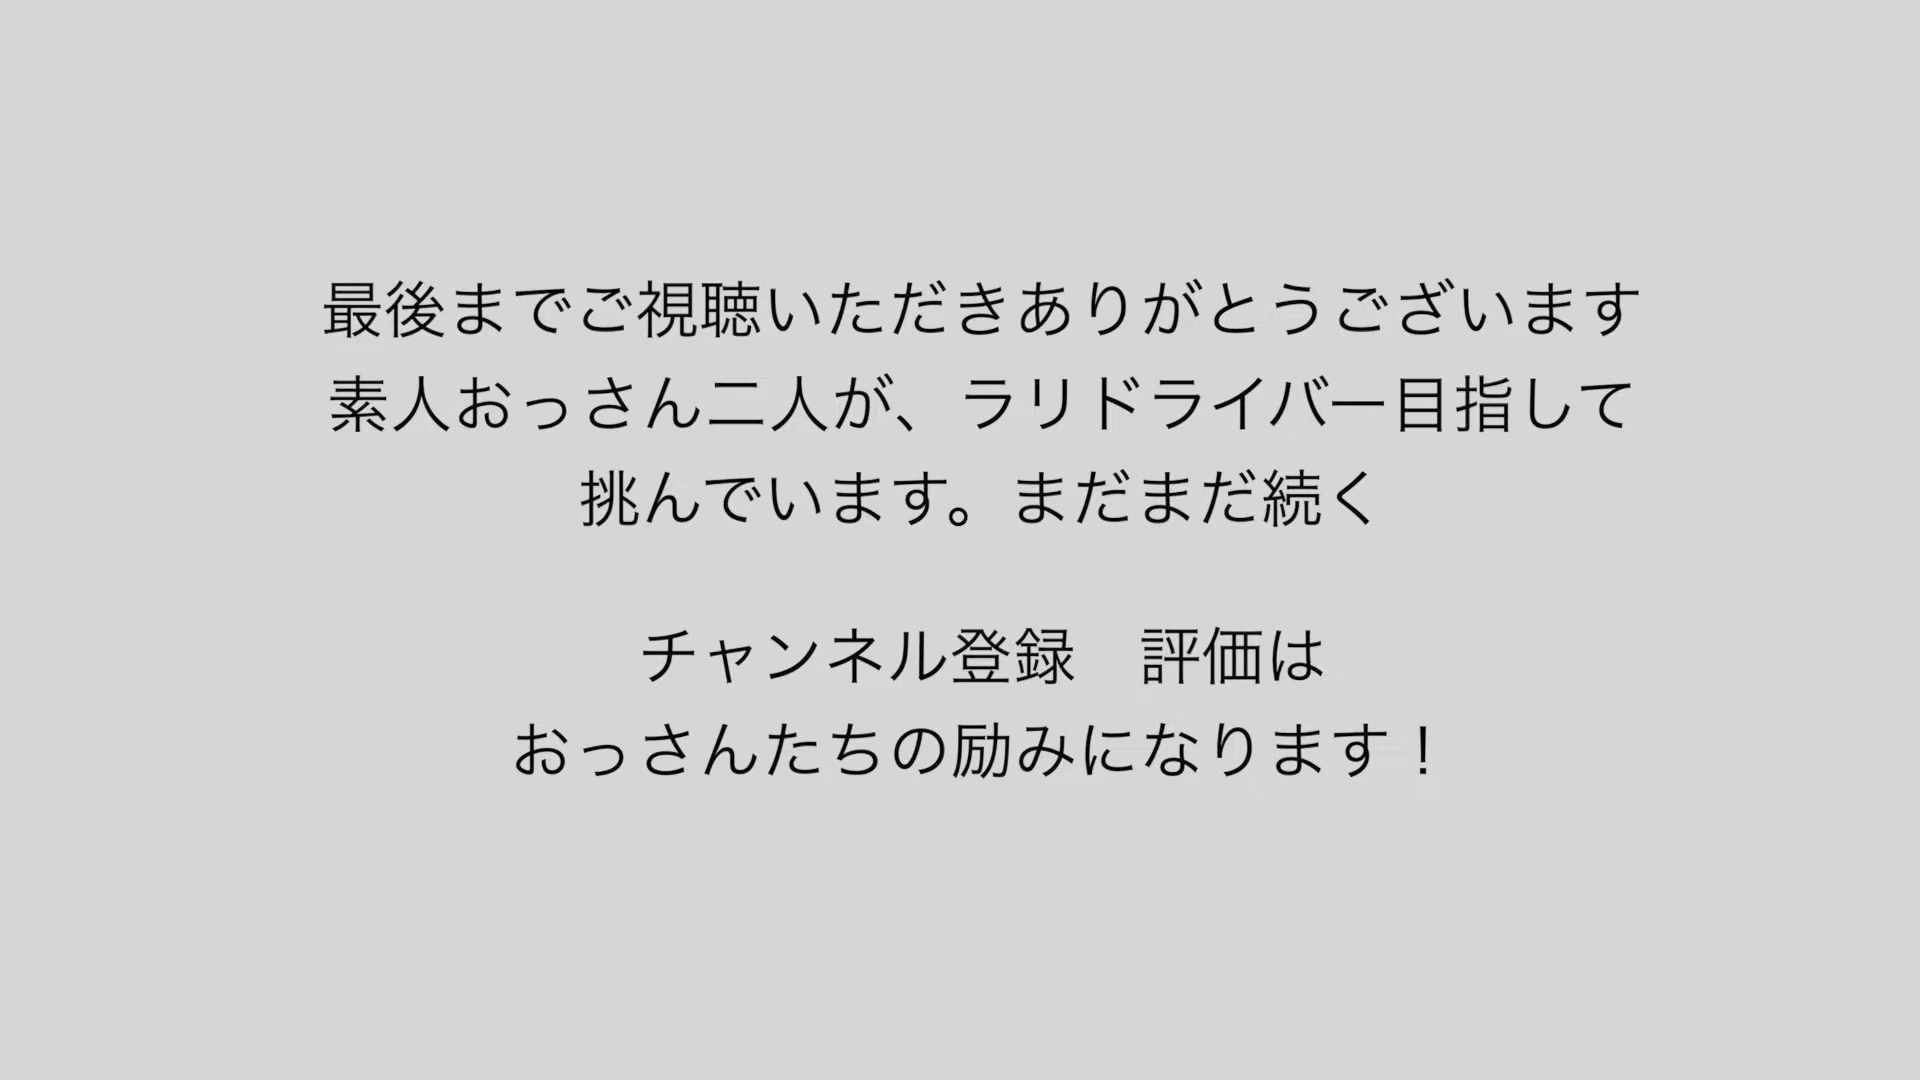 最後までご視聴いただきありがとうございます
素人おっさん二人が、ラリドライバー目指して
挑んでいます。まだまだ続く
チャンネル登録　評価は
おっさんたちの励みになります！